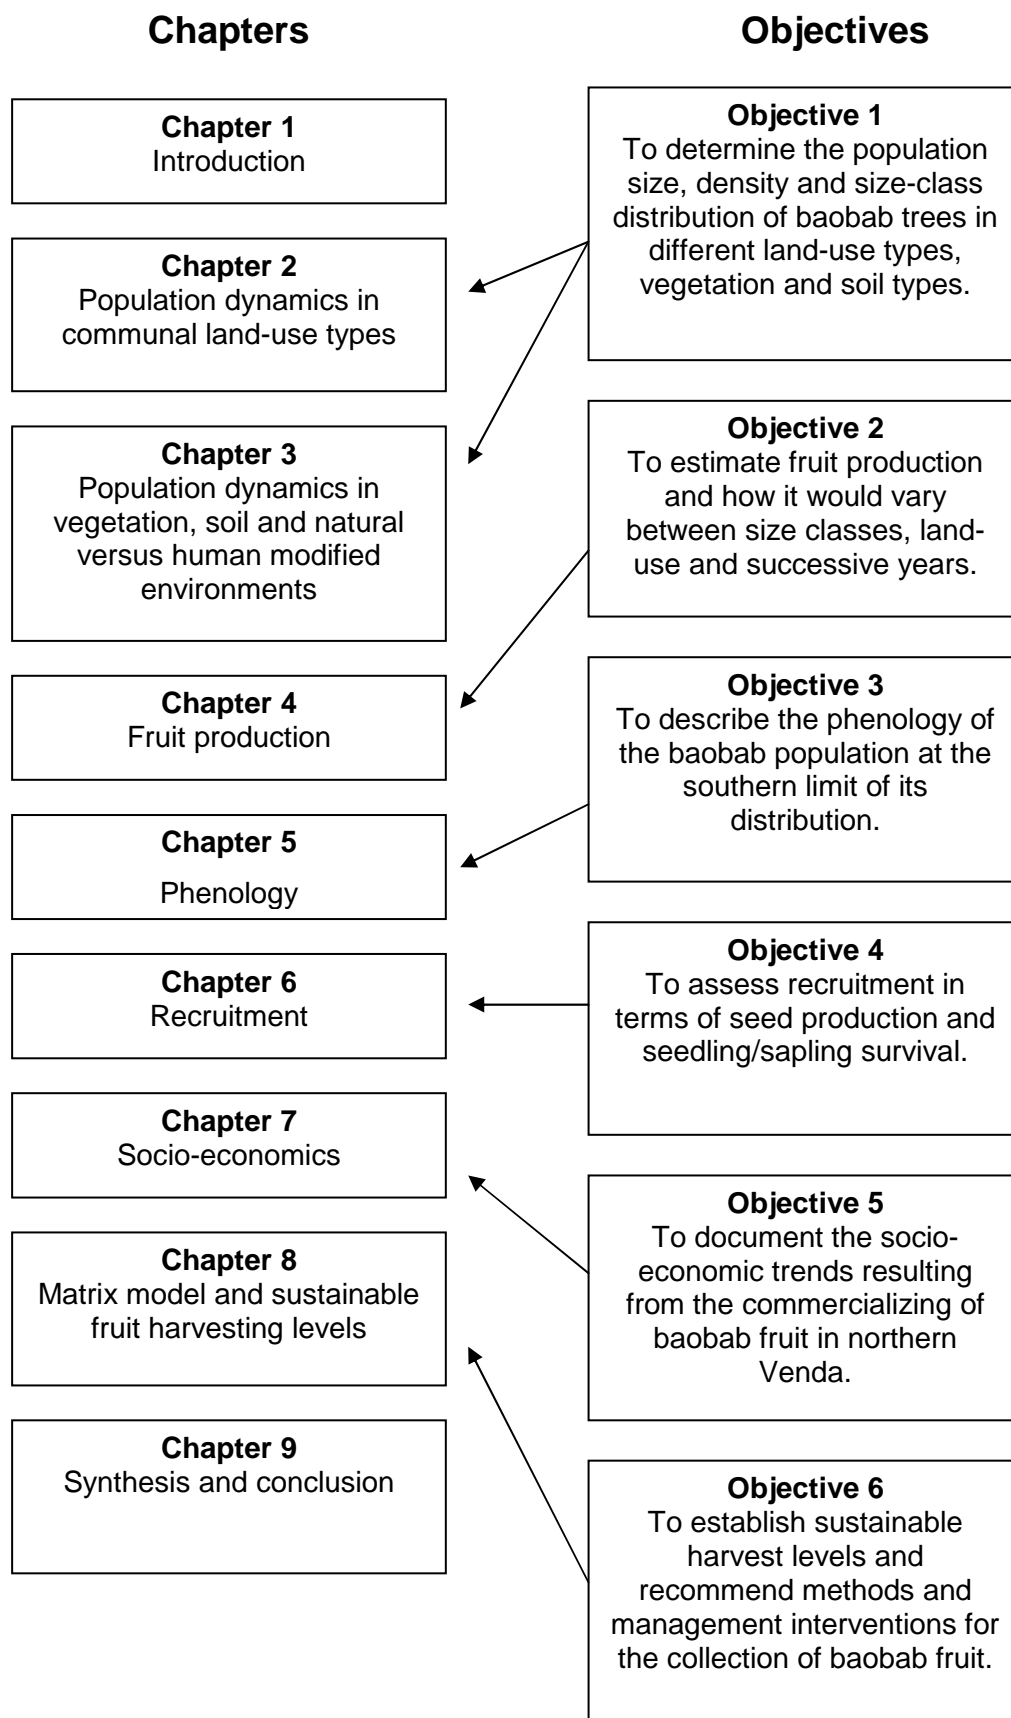 Chapters
Chapter 1
Introduction
Chapter 2
Population dynamics in
communal land-use types
Chapter 3
Population dynamics in
vegetation, soil and natural
versus human modified
environments
Chapter 4
Fruit production
Chapter 5
Phenology
Chapter 6
Recruitment
Chapter 7
Socio-economics
Chapter 8
Matrix model and sustainable
fruit harvesting levels
Chapter 9
Synthesis and conclusion
Objectives
Objective 1
To determine the population
size, density and size-class
distribution of baobab trees in
different land-use types,
vegetation and soil types.
Objective 2
To estimate fruit production
and how it would vary
between size classes, land-
use and successive years.
Objective 3
To describe the phenology of
the baobab population at the
southern limit of its
distribution.
Objective 4
To assess recruitment in
terms of seed production and
seedling/sapling survival.
Objective 5
To document the socio-
economic trends resulting
from the commercializing of
baobab fruit in northern
Venda.
Objective 6
To establish sustainable
harvest levels and
recommend methods and
management interventions for
the collection of baobab fruit.